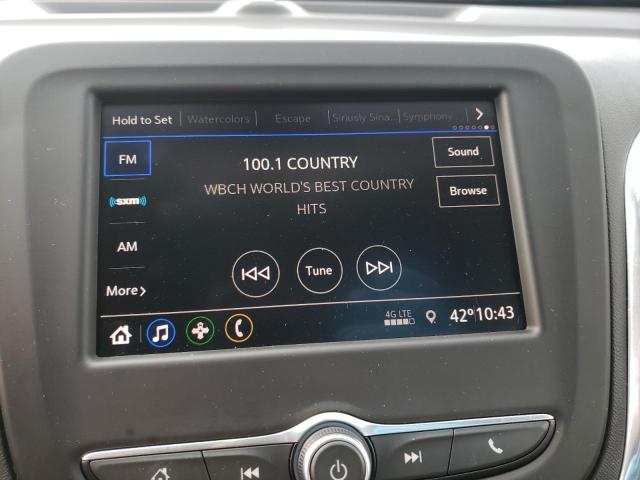 Hold to Set Watercolors Escape Siriusly Sina... Symphony...
FM
100.1 COUNTRY
Sound
WBCH WORLD'S BEST COUNTRY
HITS
Browse
((sxm))
AM
Tune
More>
4G LTE
42° 10:43